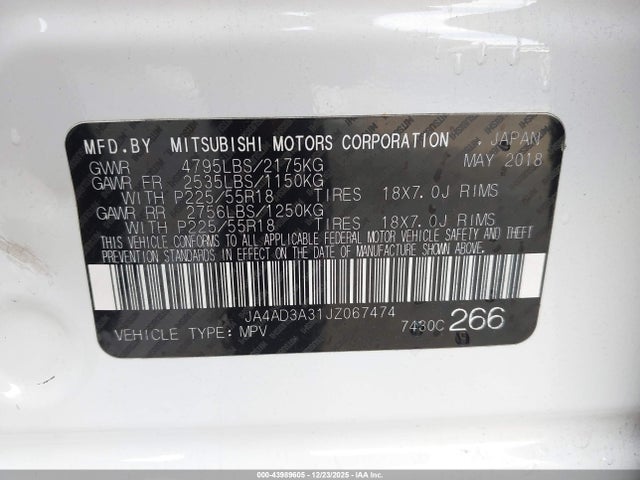 MFD.BY MITSUBISHI MOTORS CORPORATION JAPAN
GWWR 4795LBS/2175KG MAY 2018
GAWR FR 2535LBS/1150KG
WITH P225/55R18 TIRES 18X7.0J RIMS
GAWR RR 2756LBS/1250KG
WITH P225/55R18 TIRES 18X7.0J RIMS
THIS VEHICLE CONFORMS TO ALL APPLICABLE FEDERAL MOTOR VEHICLE SAFETY AND THEFT
PREVENTION STANDARDS IN EFFECT ON THE DATE OF MANUFACTURE SHOWN ABOVE.
JA4AD3A31JZ067474
VEHICLE TYPE: MPV 7430C 266
000-43989605 - 12/23/2025 - IAAI.COM